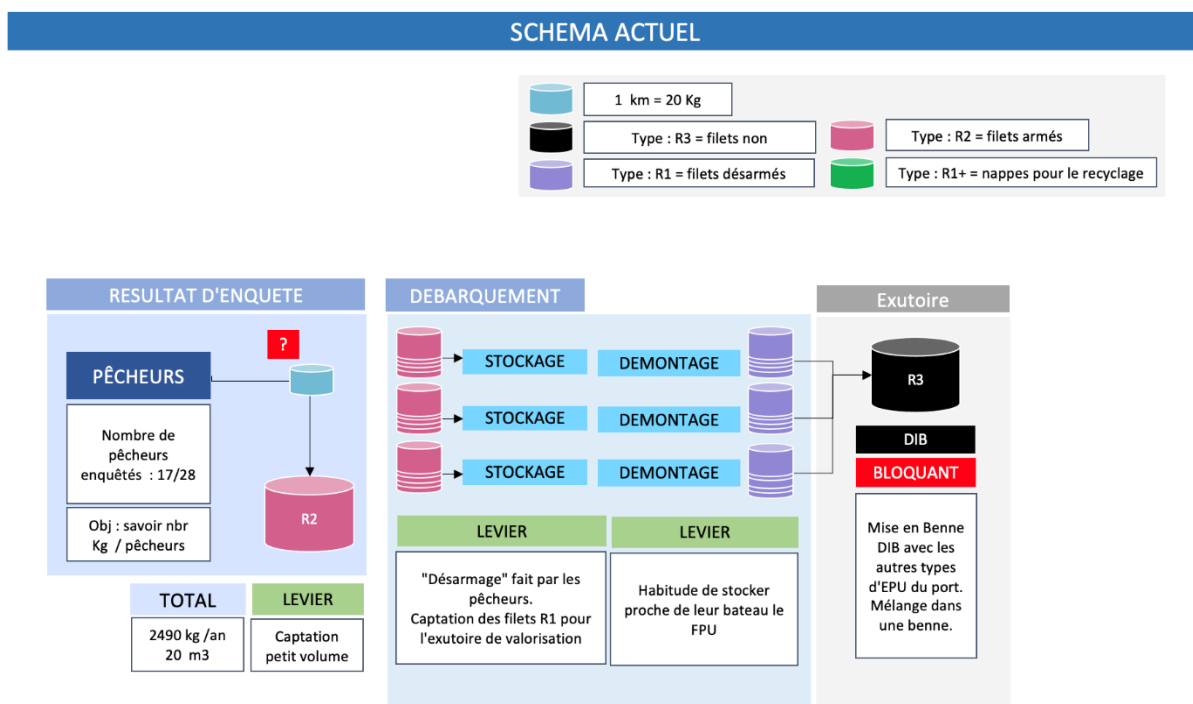 SCHEMA ACTUEL
1 km = 20 Kg
Type : R3 = filets non
Type : R2 = filets armés
Type : R1 = filets désarmés
Type : R1+ = nappes pour le recyclage
RESULTAT D'ENQUETE
?
PÊCHEURS
Nombre de
pêcheurs
enquêtés : 17/28
Obj : savoir nbr
Kg / pêcheurs
R2
TOTAL
2490 kg /an
20 m3
LEVIER
Captation
petit volume
DEBARQUEMENT
STOCKAGE
DEMONTAGE
STOCKAGE
DEMONTAGE
STOCKAGE
DEMONTAGE
LEVIER
"Désarmage" fait par les
pêcheurs.
Captation des filets R1 pour
l'exutoire de valorisation
LEVIER
Habitude de stocker
proche de leur bateau le
FPU
Exutoire
R3
DIB
BLOQUANT
Mise en Benne
DIB avec les
autres types
d'EPU du port.
Mélange dans
une benne.